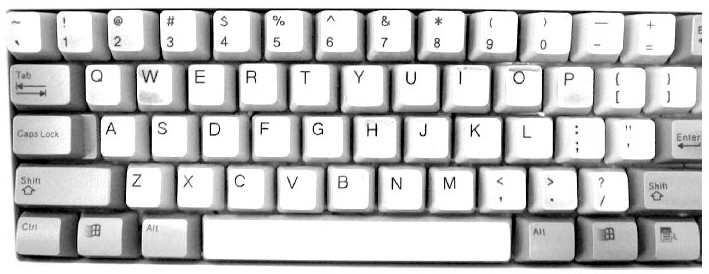 ~ ! @ # $ % ^ & * ( ) — +
` 1 2 3 4 5 6 7 8 9 0 - =
Tab Q W E R T Y U I O P { }
[ ]
Caps Lock A S D F G H J K L : " Enter
; '
Shift Z X C V B N M < > ? Shift
, . /
Ctrl Alt Alt